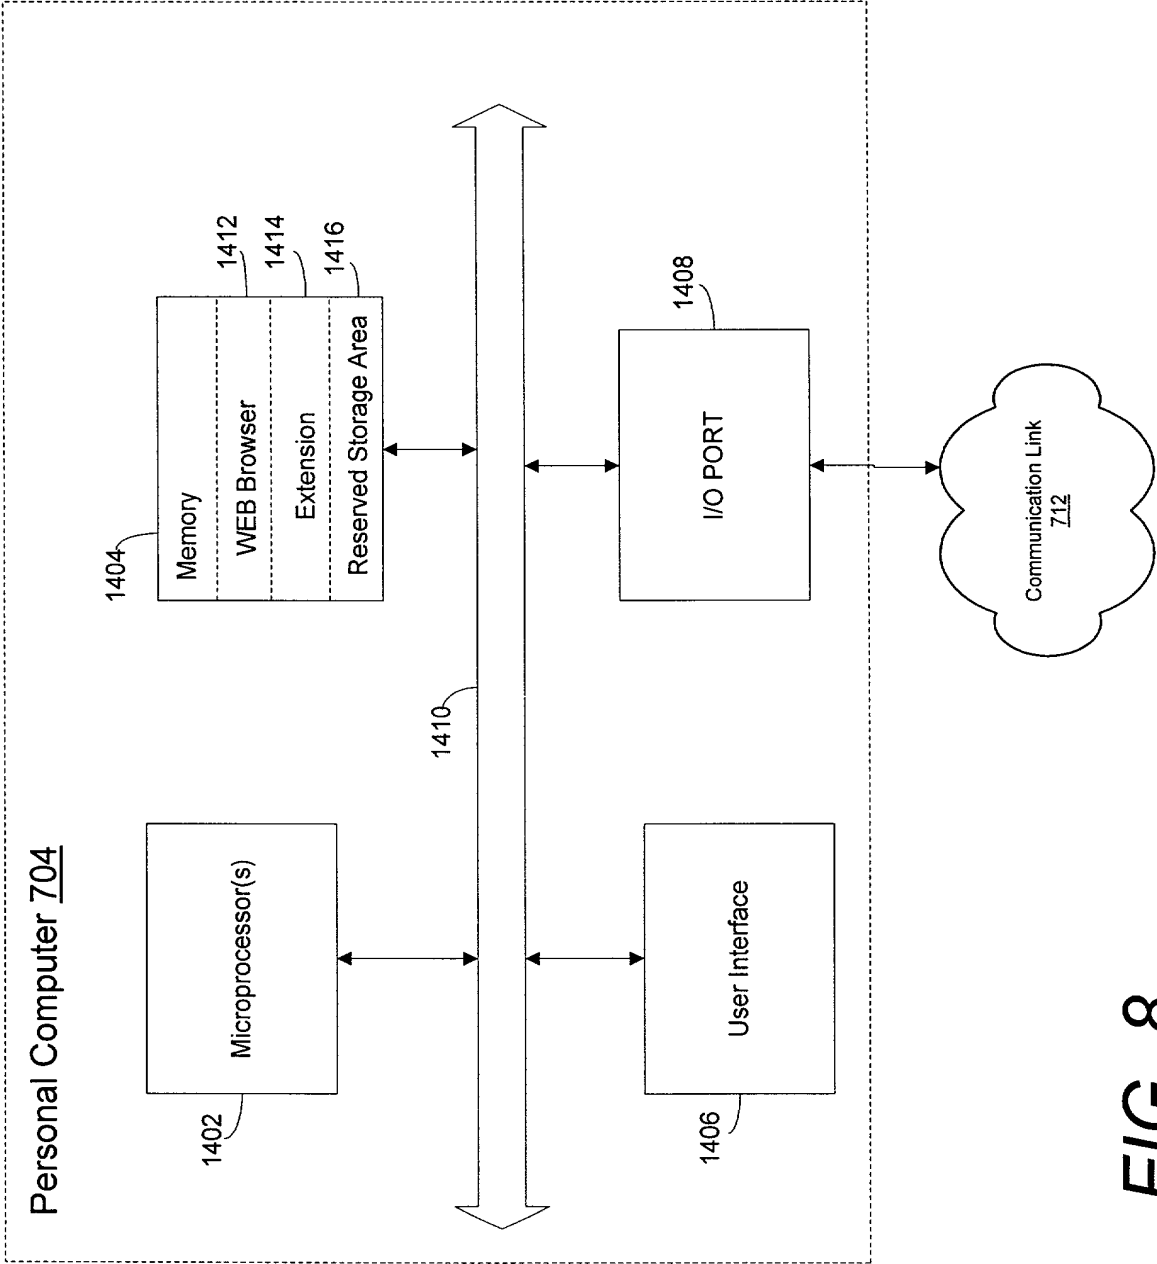 Personal Computer 704
1402
Microprocessor(s)
1404
Memory
WEB Browser
Extension
Reserved Storage Area
1412
1414
1416
1410
1406
User Interface
I/O PORT
1408
Communication Link
712
FIG. 8